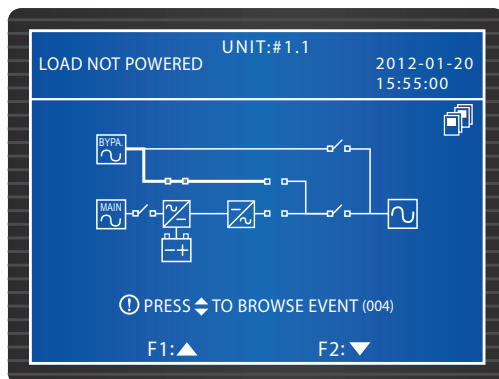 UNIT:#1.1
LOAD NOT POWERED
2012-01-20
15:55:00
BYPA.
MAIN
PRESS TO BROWSE EVENT (004)
F1: F2: